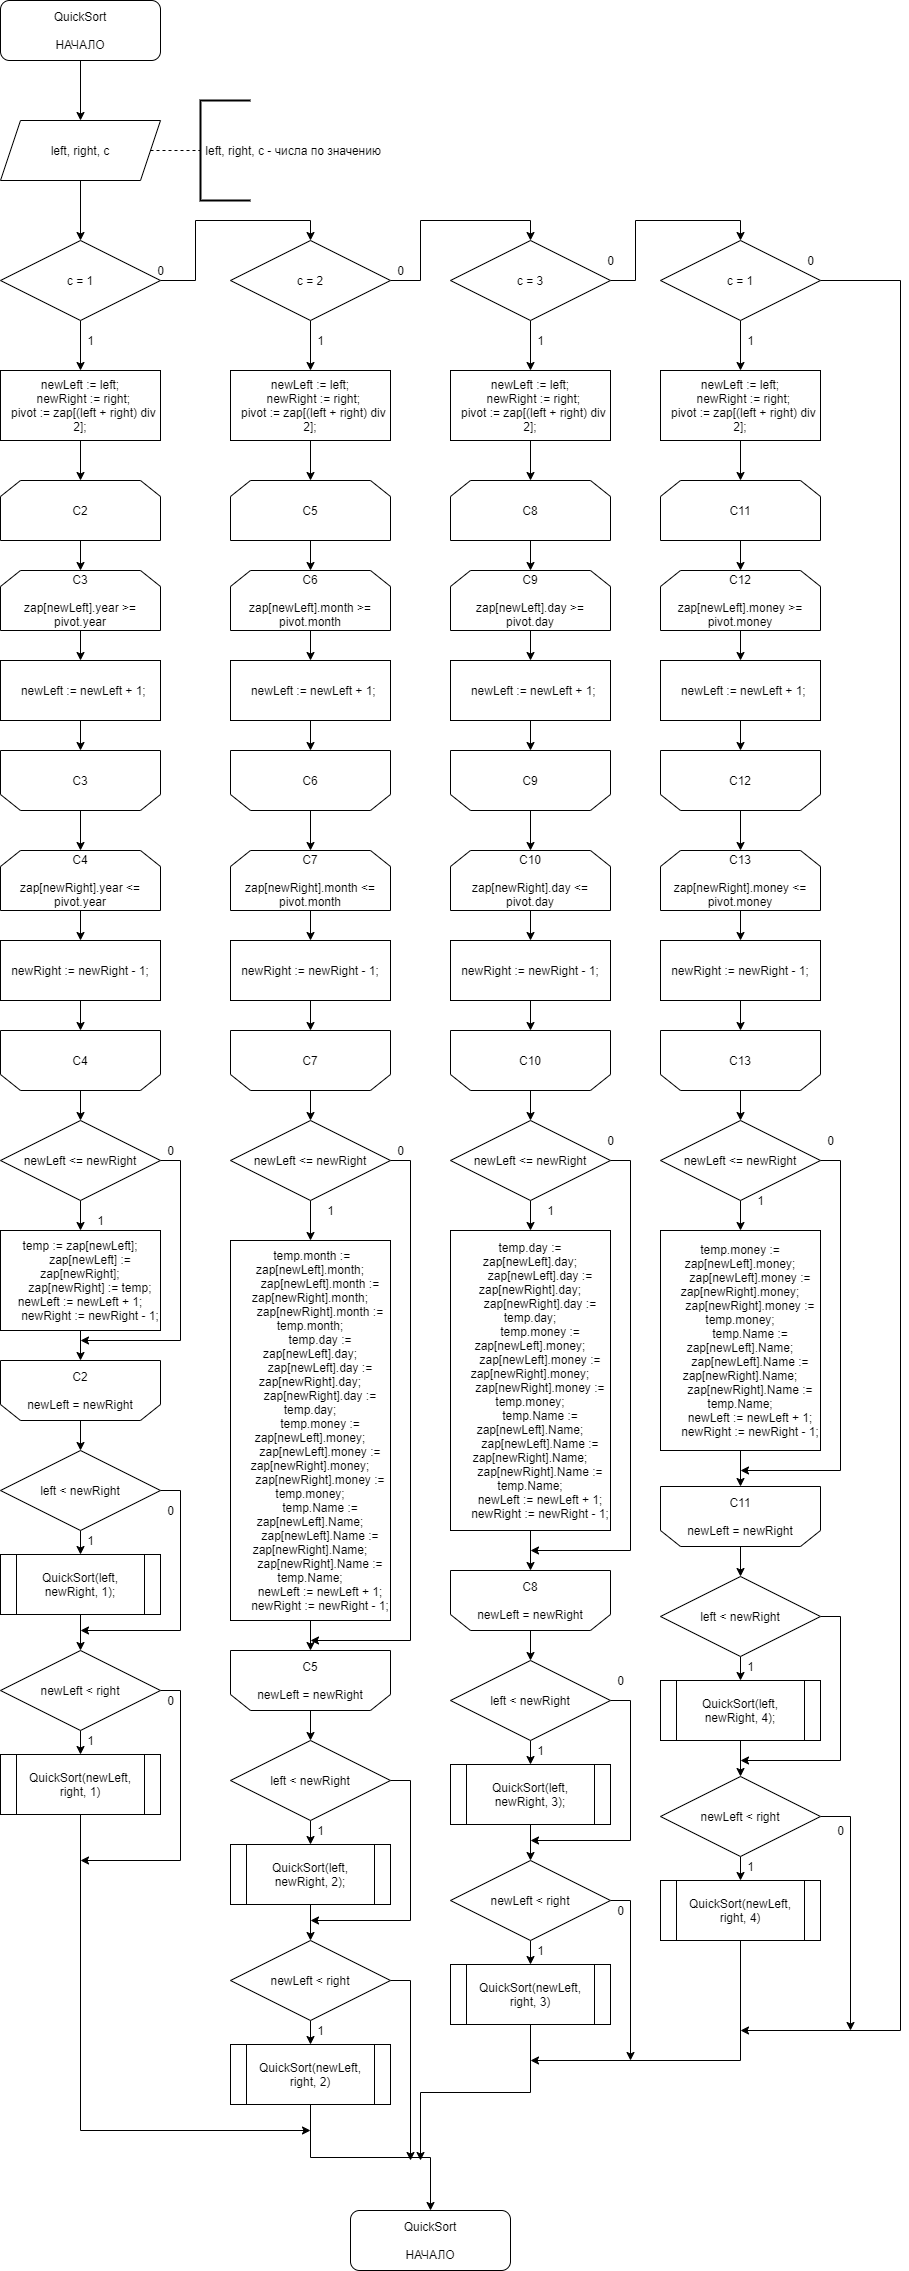 QuickSort
НАЧАЛО
left, right, c
left, right, c - числа по значению
c = 1
0
1
newLeft := left;
newRight := right;
pivot := zap[(left + right) div
2];
C2
C3
zap[newLeft].year >=
pivot.year
newLeft := newLeft + 1;
C3
C4
zap[newRight].year <=
pivot.year
newRight := newRight - 1;
C4
newLeft <= newRight
0
1
temp := zap[newLeft];
zap[newLeft] :=
zap[newRight];
zap[newRight] := temp;
newLeft := newLeft + 1;
newRight := newRight - 1;
C2
newLeft = newRight
left < newRight
0
1
QuickSort(left,
newRight, 1);
newLeft < right
0
1
QuickSort(newLeft,
right, 1)
c = 2
0
1
newLeft := left;
newRight := right;
pivot := zap[(left + right) div
2];
C5
C6
zap[newLeft].month >=
pivot.month
newLeft := newLeft + 1;
C6
C7
zap[newRight].month <=
pivot.month
newRight := newRight - 1;
C7
newLeft <= newRight
0
1
temp.month :=
zap[newLeft].month;
zap[newLeft].month :=
zap[newRight].month;
zap[newRight].month :=
temp.month;
temp.day :=
zap[newLeft].day;
zap[newLeft].day :=
zap[newRight].day;
zap[newRight].day :=
temp.day;
temp.money :=
zap[newLeft].money;
zap[newLeft].money :=
zap[newRight].money;
zap[newRight].money :=
temp.money;
temp.Name :=
zap[newLeft].Name;
zap[newLeft].Name :=
zap[newRight].Name;
zap[newRight].Name :=
temp.Name;
newLeft := newLeft + 1;
newRight := newRight - 1;
C5
newLeft = newRight
left < newRight
1
QuickSort(left,
newRight, 2);
newLeft < right
1
QuickSort(newLeft,
right, 2)
c = 3
0
1
newLeft := left;
newRight := right;
pivot := zap[(left + right) div
2];
C8
C9
zap[newLeft].day >=
pivot.day
newLeft := newLeft + 1;
C9
C10
zap[newRight].day <=
pivot.day
newRight := newRight - 1;
C10
newLeft <= newRight
0
1
temp.day :=
zap[newLeft].day;
zap[newLeft].day :=
zap[newRight].day;
zap[newRight].day :=
temp.day;
temp.money :=
zap[newLeft].money;
zap[newLeft].money :=
zap[newRight].money;
zap[newRight].money :=
temp.money;
temp.Name :=
zap[newLeft].Name;
zap[newLeft].Name :=
zap[newRight].Name;
zap[newRight].Name :=
temp.Name;
newLeft := newLeft + 1;
newRight := newRight - 1;
C8
newLeft = newRight
left < newRight
0
1
QuickSort(left,
newRight, 3);
newLeft < right
0
1
QuickSort(newLeft,
right, 3)
c = 1
0
1
newLeft := left;
newRight := right;
pivot := zap[(left + right) div
2];
C11
C12
zap[newLeft].money >=
pivot.money
newLeft := newLeft + 1;
C12
C13
zap[newRight].money <=
pivot.money
newRight := newRight - 1;
C13
newLeft <= newRight
0
1
temp.money :=
zap[newLeft].money;
zap[newLeft].money :=
zap[newRight].money;
zap[newRight].money :=
temp.money;
temp.Name :=
zap[newLeft].Name;
zap[newLeft].Name :=
zap[newRight].Name;
zap[newRight].Name :=
temp.Name;
newLeft := newLeft + 1;
newRight := newRight - 1;
C11
newLeft = newRight
left < newRight
1
QuickSort(left,
newRight, 4);
newLeft < right
0
1
QuickSort(newLeft,
right, 4)
QuickSort
НАЧАЛО